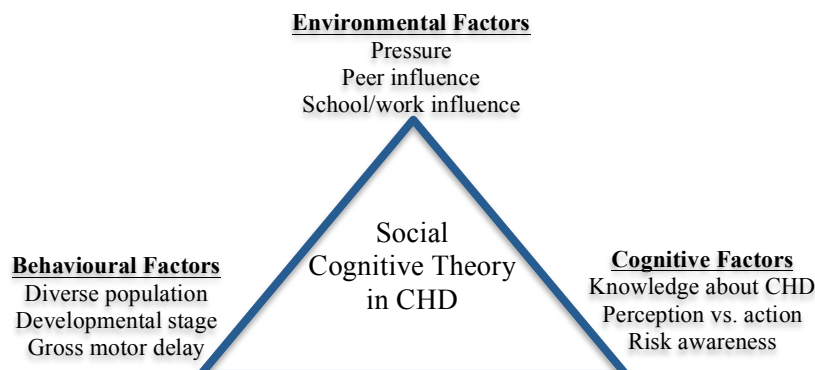 Environmental Factors
Pressure
Peer influence
School/work influence
Social
Cognitive Theory
in CHD
Behavioural Factors
Diverse population
Developmental stage
Gross motor delay
Cognitive Factors
Knowledge about CHD
Perception vs. action
Risk awareness